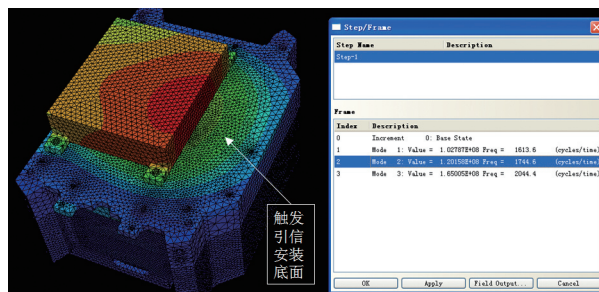 Step/Frame
Step Name Description
Step-1
Frame
Index Description
0 Increment 0: Base State
1 Mode 1: Value = 1.02787E+08 Freq = 1613.6 (cycles/time)
2 Mode 2: Value = 1.20158E+08 Freq = 1744.6 (cycles/time)
3 Mode 3: Value = 1.65005E+08 Freq = 2044.4 (cycles/time)
OK Apply Field Output... Cancel
触发
引信
安装
底面